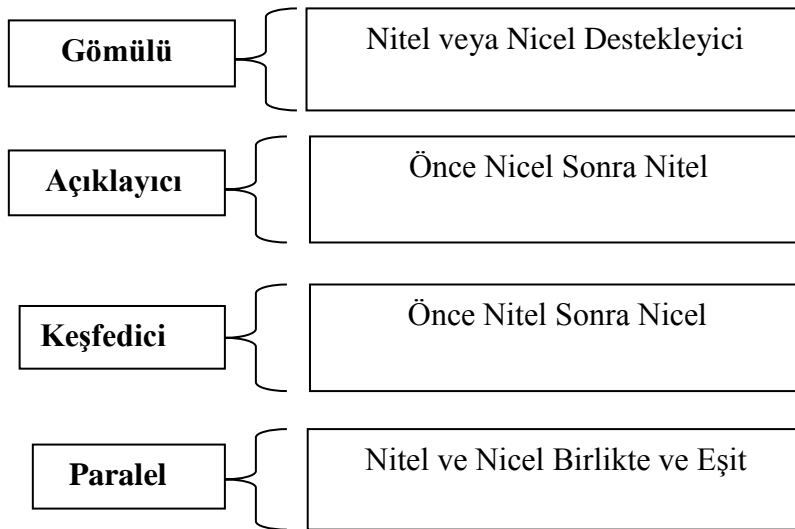 Gömülü
Nitel veya Nicel Destekleyici
Açıklayıcı
Önce Nicel Sonra Nitel
Keşfedici
Önce Nitel Sonra Nicel
Paralel
Nitel ve Nicel Birlikte ve Eşit